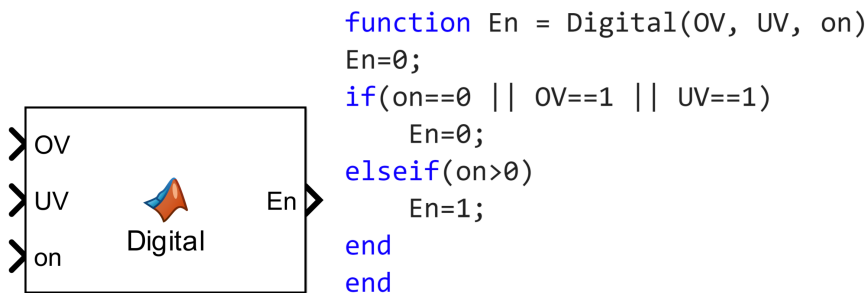 OV
UV
on
En
Digital
function En = Digital(OV, UV, on)
En=0;
if(on==0 || OV==1 || UV==1)
    En=0;
elseif(on>0)
    En=1;
end
end